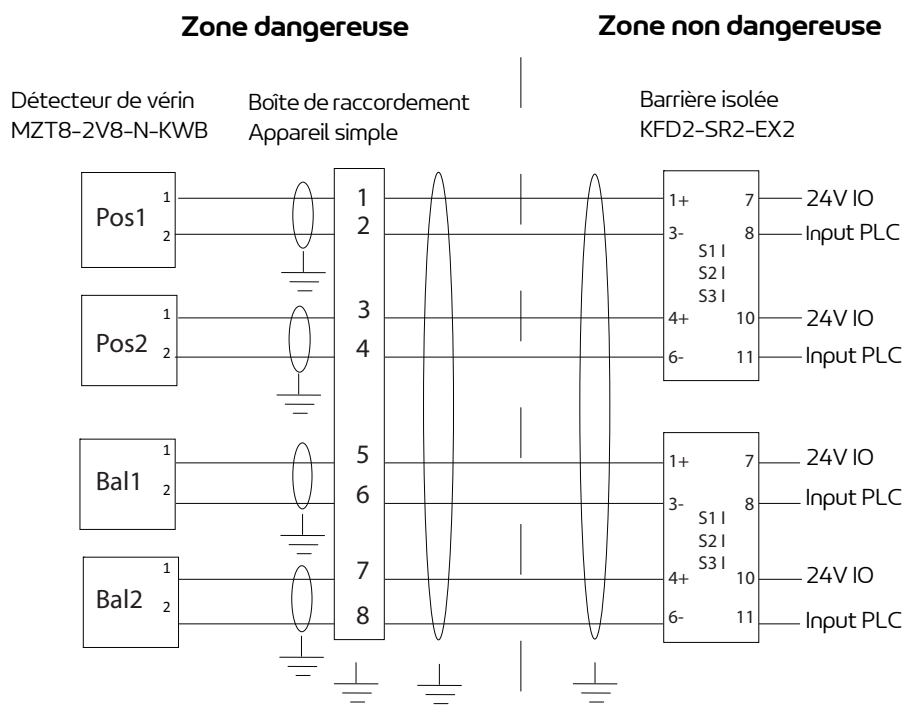 Zone dangereuse
Zone non dangereuse
Détecteur de vérin
MZT8-2V8-N-KWB
Boîte de raccordement
Appareil simple
Barrière isolée
KFD2-SR2-EX2
Pos1
1
2
1
2
1+
3-
7
8
24V IO
Input PLC
S1 I
S2 I
S3 I
Pos2
1
2
3
4
4+
6-
10
11
24V IO
Input PLC
Bal1
1
2
5
6
1+
3-
7
8
24V IO
Input PLC
S1 I
S2 I
S3 I
Bal2
1
2
7
8
4+
6-
10
11
24V IO
Input PLC